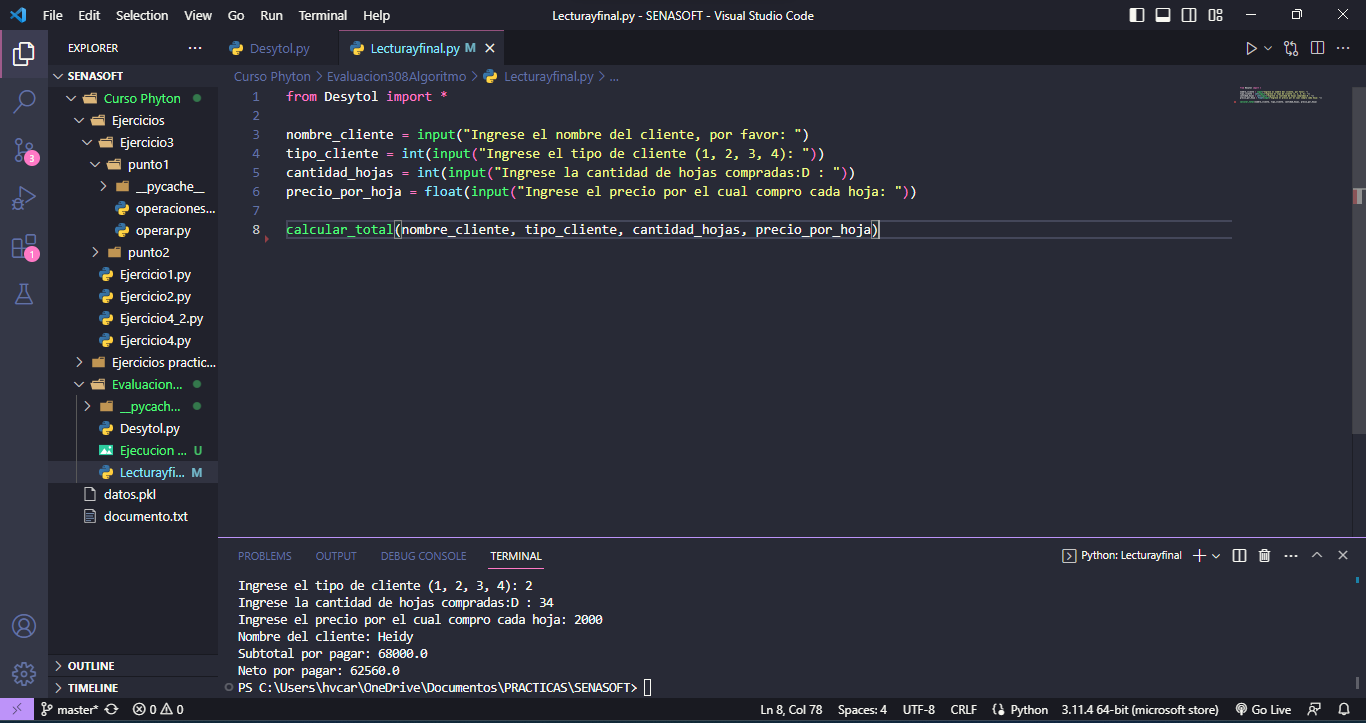 File Edit Selection View Go Run Terminal Help Lecturayfinal.py - SENASOFT - Visual Studio Code
EXPLORER
SENASOFT
Curso Phyton
Ejercicios
Ejercicio3
punto1
__pycache__
operaciones...
operar.py
punto2
Ejercicio1.py
Ejercicio2.py
Ejercicio4_2.py
Ejercicio4.py
Ejercicios practic...
Evaluacion...
__pycach...
Desytol.py
Ejecucion ... U
Lecturayfi... M
datos.pkl
documento.txt
OUTLINE
TIMELINE
3
1
Desytol.py Lecturayfinal.py M
Curso Phyton > Evaluacion308Algoritmo > Lecturayfinal.py > ...
1 from Desytol import *
2
3 nombre_cliente = input("Ingrese el nombre del cliente, por favor: ")
4 tipo_cliente = int(input("Ingrese el tipo de cliente (1, 2, 3, 4): "))
5 cantidad_hojas = int(input("Ingrese la cantidad de hojas compradas:D : "))
6 precio_por_hoja = float(input("Ingrese el precio por el cual compro cada hoja: "))
7
8 calcular_total(nombre_cliente, tipo_cliente, cantidad_hojas, precio_por_hoja)
PROBLEMS OUTPUT DEBUG CONSOLE TERMINAL Python: Lecturayfinal
Ingrese el tipo de cliente (1, 2, 3, 4): 2
Ingrese la cantidad de hojas compradas:D : 34
Ingrese el precio por el cual compro cada hoja: 2000
Nombre del cliente: Heidy
Subtotal por pagar: 68000.0
Neto por pagar: 62560.0
PS C:\Users\hvcar\OneDrive\Documentos\PRACTICAS\SENASOFT>
master* 0 0 Ln 8, Col 78 Spaces: 4 UTF-8 CRLF Python 3.11.4 64-bit (microsoft store) Go Live